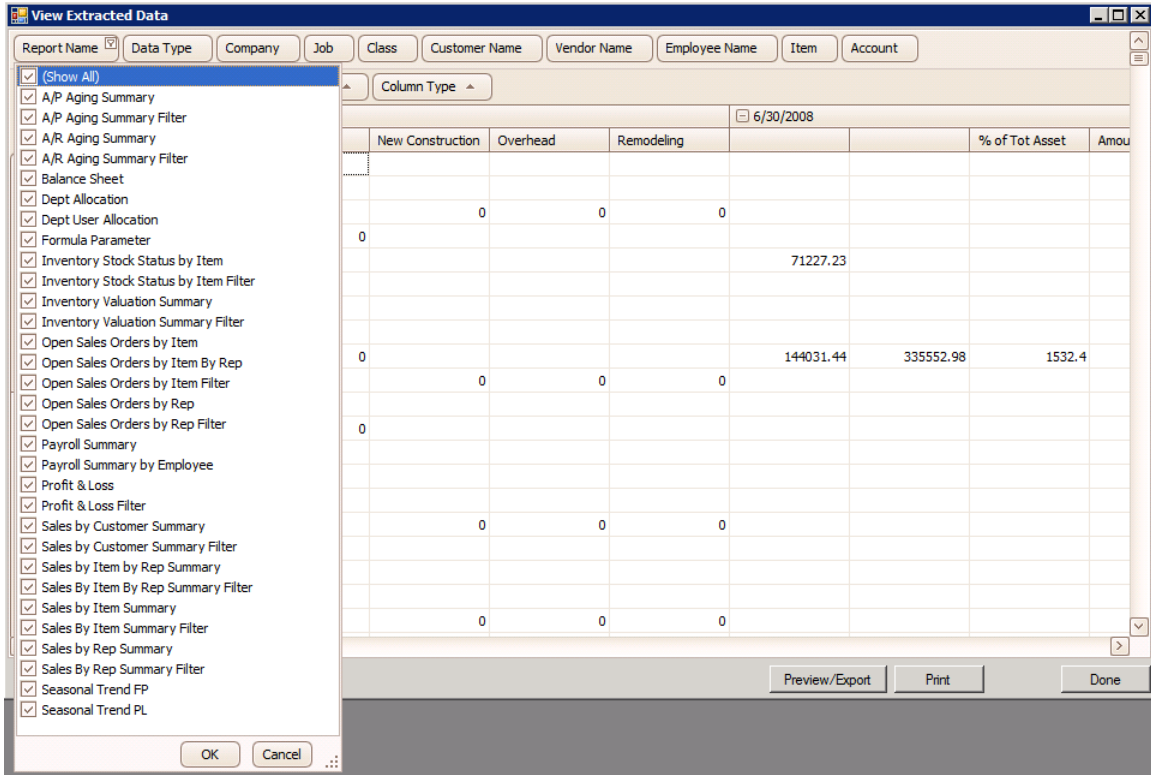 View Extracted Data
Report Name Data Type Company Job Class Customer Name Vendor Name Employee Name Item Account
Column Type
6/30/2008
New Construction Overhead Remodeling % of Tot Asset Amou
0 0 0
0
71227.23
0 144031.44 335552.98 1532.4
0 0 0
0
0 0 0
0 0 0
(Show All)
A/P Aging Summary
A/P Aging Summary Filter
A/R Aging Summary
A/R Aging Summary Filter
Balance Sheet
Dept Allocation
Dept User Allocation
Formula Parameter
Inventory Stock Status by Item
Inventory Stock Status by Item Filter
Inventory Valuation Summary
Inventory Valuation Summary Filter
Open Sales Orders by Item
Open Sales Orders by Item By Rep
Open Sales Orders by Item Filter
Open Sales Orders by Rep
Open Sales Orders by Rep Filter
Payroll Summary
Payroll Summary by Employee
Profit & Loss
Profit & Loss Filter
Sales by Customer Summary
Sales by Customer Summary Filter
Sales by Item by Rep Summary
Sales By Item By Rep Summary Filter
Sales by Item Summary
Sales By Item Summary Filter
Sales by Rep Summary
Sales By Rep Summary Filter
Seasonal Trend FP
Seasonal Trend PL
OK Cancel
Preview/Export Print Done